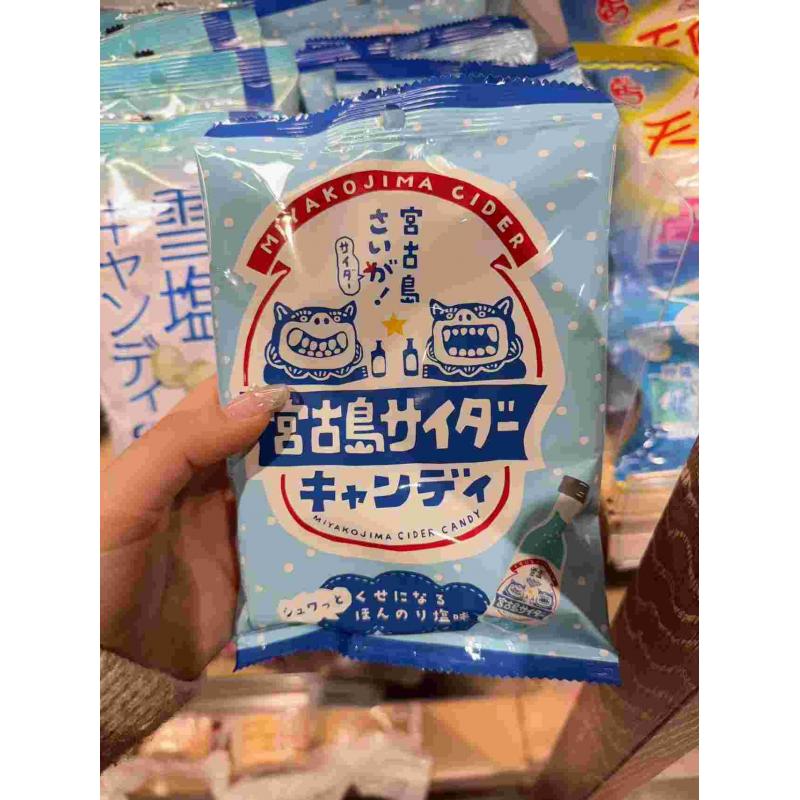 MIYAKOJIMA CIDER
宮古島
さいが!
サイダー
宮古島サイダー
キャンディ
MIYAKOJIMA CIDER CANDY
シュワっと
くせになる
ほんのり塩味
宮古島サイダー
雪塩
キャンディ